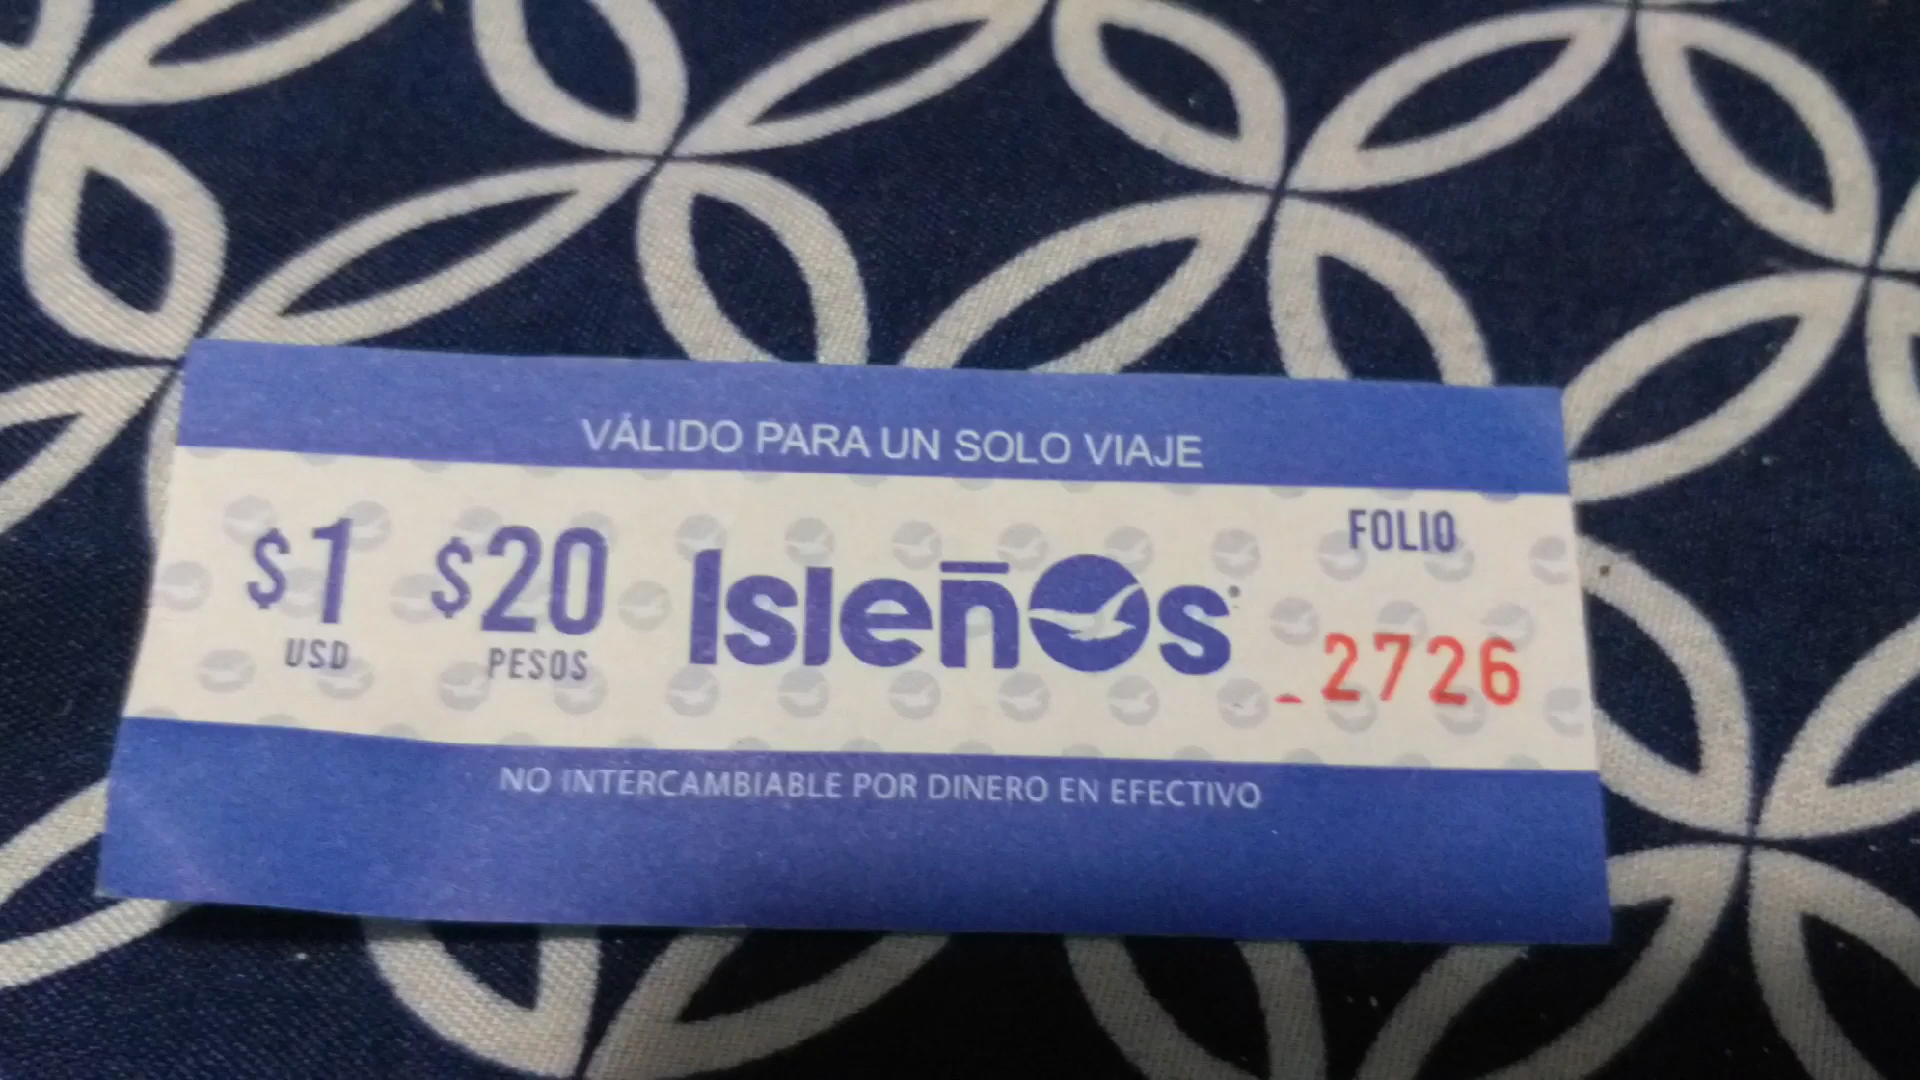 VÁLIDO PARA UN SOLO VIAJE
$1 USD
$20 PESOS
Isleños
FOLIO
2726
NO INTERCAMBIABLE POR DINERO EN EFECTIVO